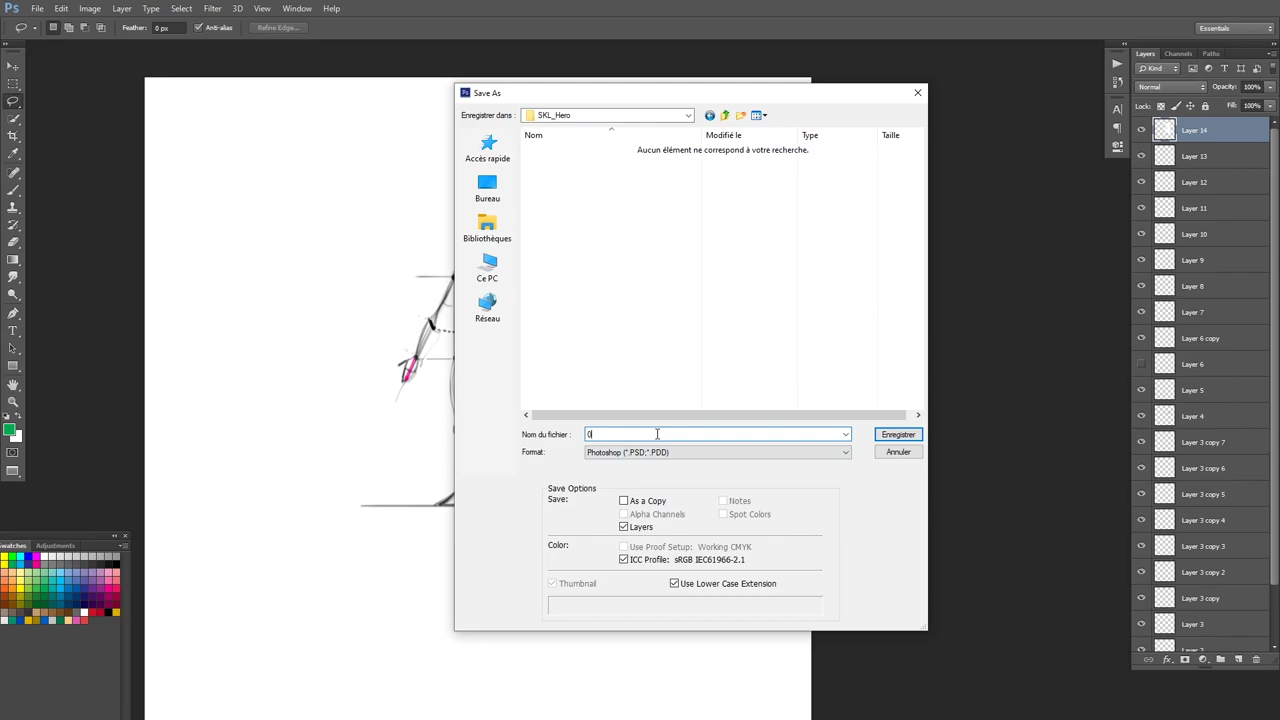 Ps File Edit Image Layer Type Select Filter 3D View Window Help
Feather: 0 px Anti-alias Refine Edge... Essentials
Save As
Enregistrer dans : SKL_Hero
Nom Modifié le Type Taille
Aucun élément ne correspond à votre recherche.
Accès rapide
Bureau
Bibliothèques
Ce PC
Réseau
Nom du fichier : 0 Enregistrer
Format: Photoshop (*.PSD;*.PDD) Annuler
Save Options
Save: As a Copy Notes
Alpha Channels Spot Colors
Layers
Color: Use Proof Setup: Working CMYK
ICC Profile: sRGB IEC61966-2.1
Thumbnail Use Lower Case Extension
Swatches Adjustments
Layers Channels Paths
Kind
Normal Opacity: 100%
Lock: Fill: 100%
Layer 14
Layer 13
Layer 12
Layer 11
Layer 10
Layer 9
Layer 8
Layer 7
Layer 6 copy
Layer 6
Layer 5
Layer 4
Layer 3 copy 7
Layer 3 copy 6
Layer 3 copy 5
Layer 3 copy 4
Layer 3 copy 3
Layer 3 copy 2
Layer 3 copy
Layer 3
Layer 2